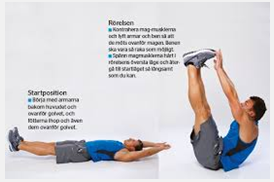 Rörelsen
Kontrahera mag-musklerna
och lyft armar och ben så att
de möts ovanför magen. Benen
ska vara så raka som möjligt.
Spänn magmusklerna hårt i
rörelsens översta läge och åter-
gå till startläget så långsamt
som du kan.
Startposition
Börja med armarna
bakom huvudet och
ovanför golvet, och
fötterna ihop och även
dem ovanför golvet.